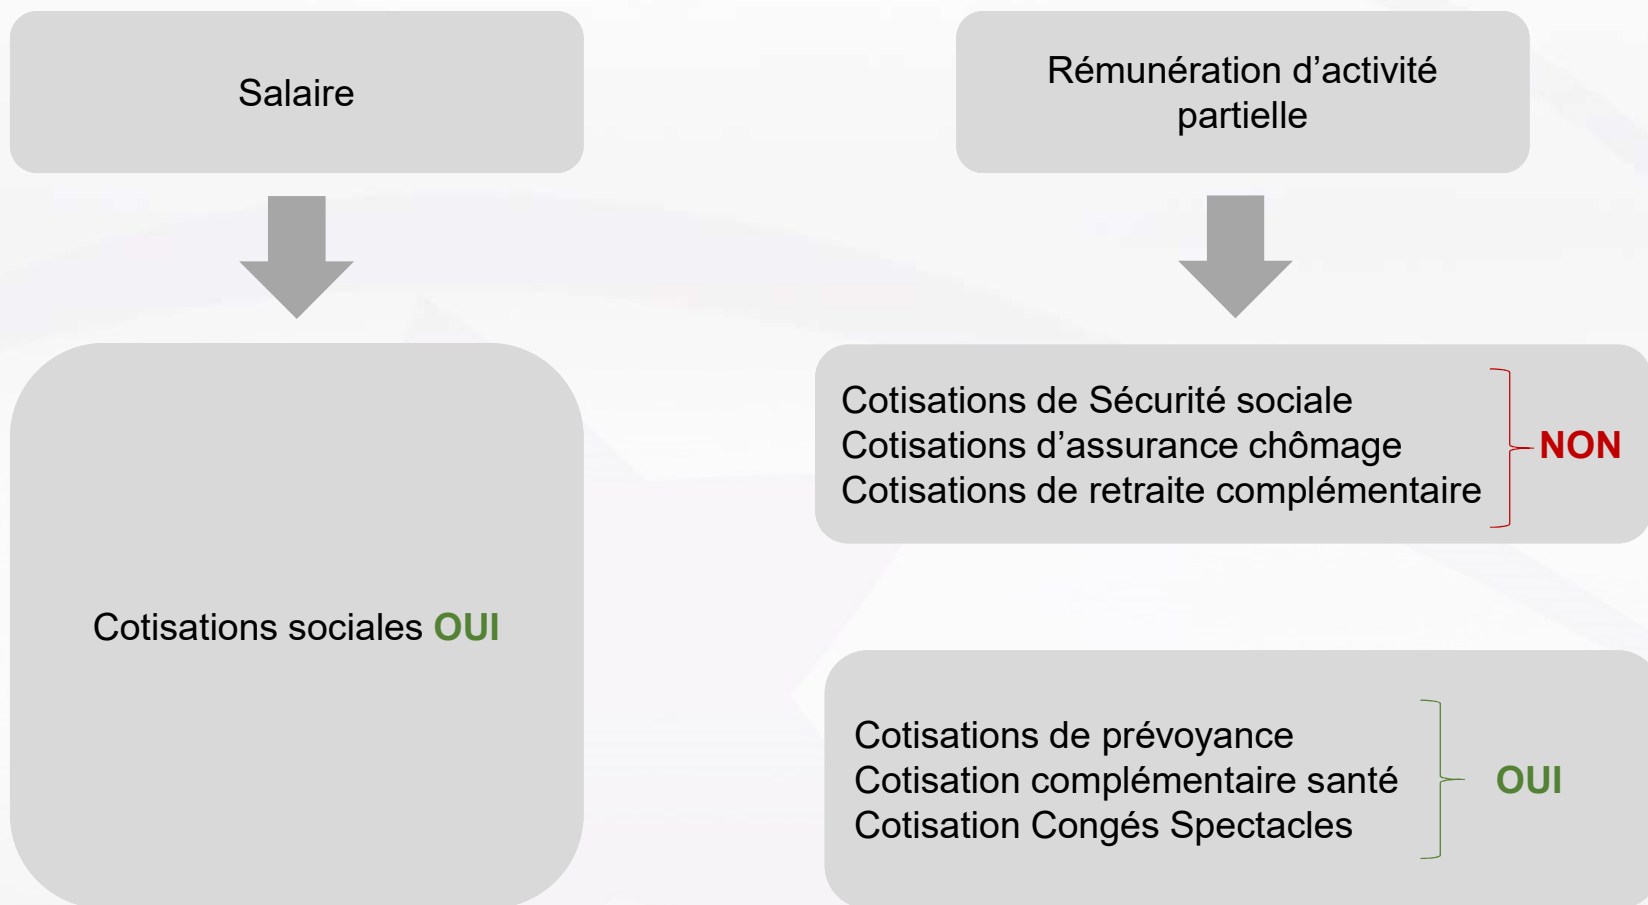 Salaire
Rémunération d’activité
partielle
Cotisations sociales OUI
Cotisations de Sécurité sociale
Cotisations d’assurance chômage
Cotisations de retraite complémentaire
NON
Cotisations de prévoyance
Cotisation complémentaire santé
Cotisation Congés Spectacles
OUI